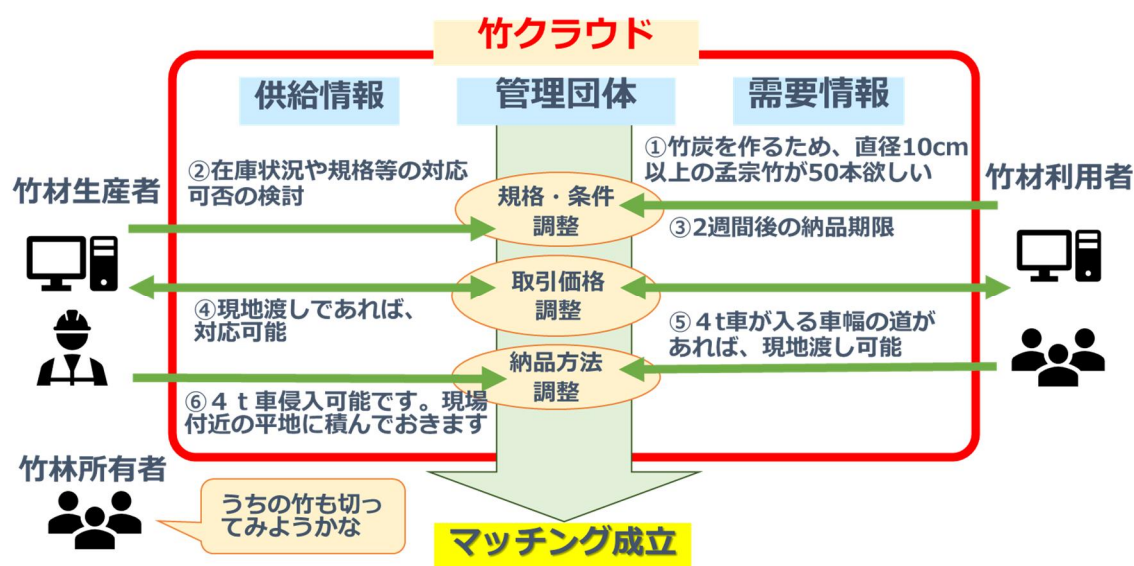 竹クラウド
供給情報
管理団体
需要情報
竹材生産者
②在庫状況や規格等の対応
可否の検討
規格・条件
調整
①竹炭を作るため、直径10cm
以上の孟宗竹が50本欲しい
竹材利用者
③2週間後の納品期限
取引価格
調整
④現地渡しであれば、
対応可能
⑤４t車が入る車幅の道が
あれば、現地渡し可能
納品方法
調整
⑥４ｔ車侵入可能です。現場
付近の平地に積んでおきます
竹林所有者
うちの竹も切っ
てみようかな
マッチング成立